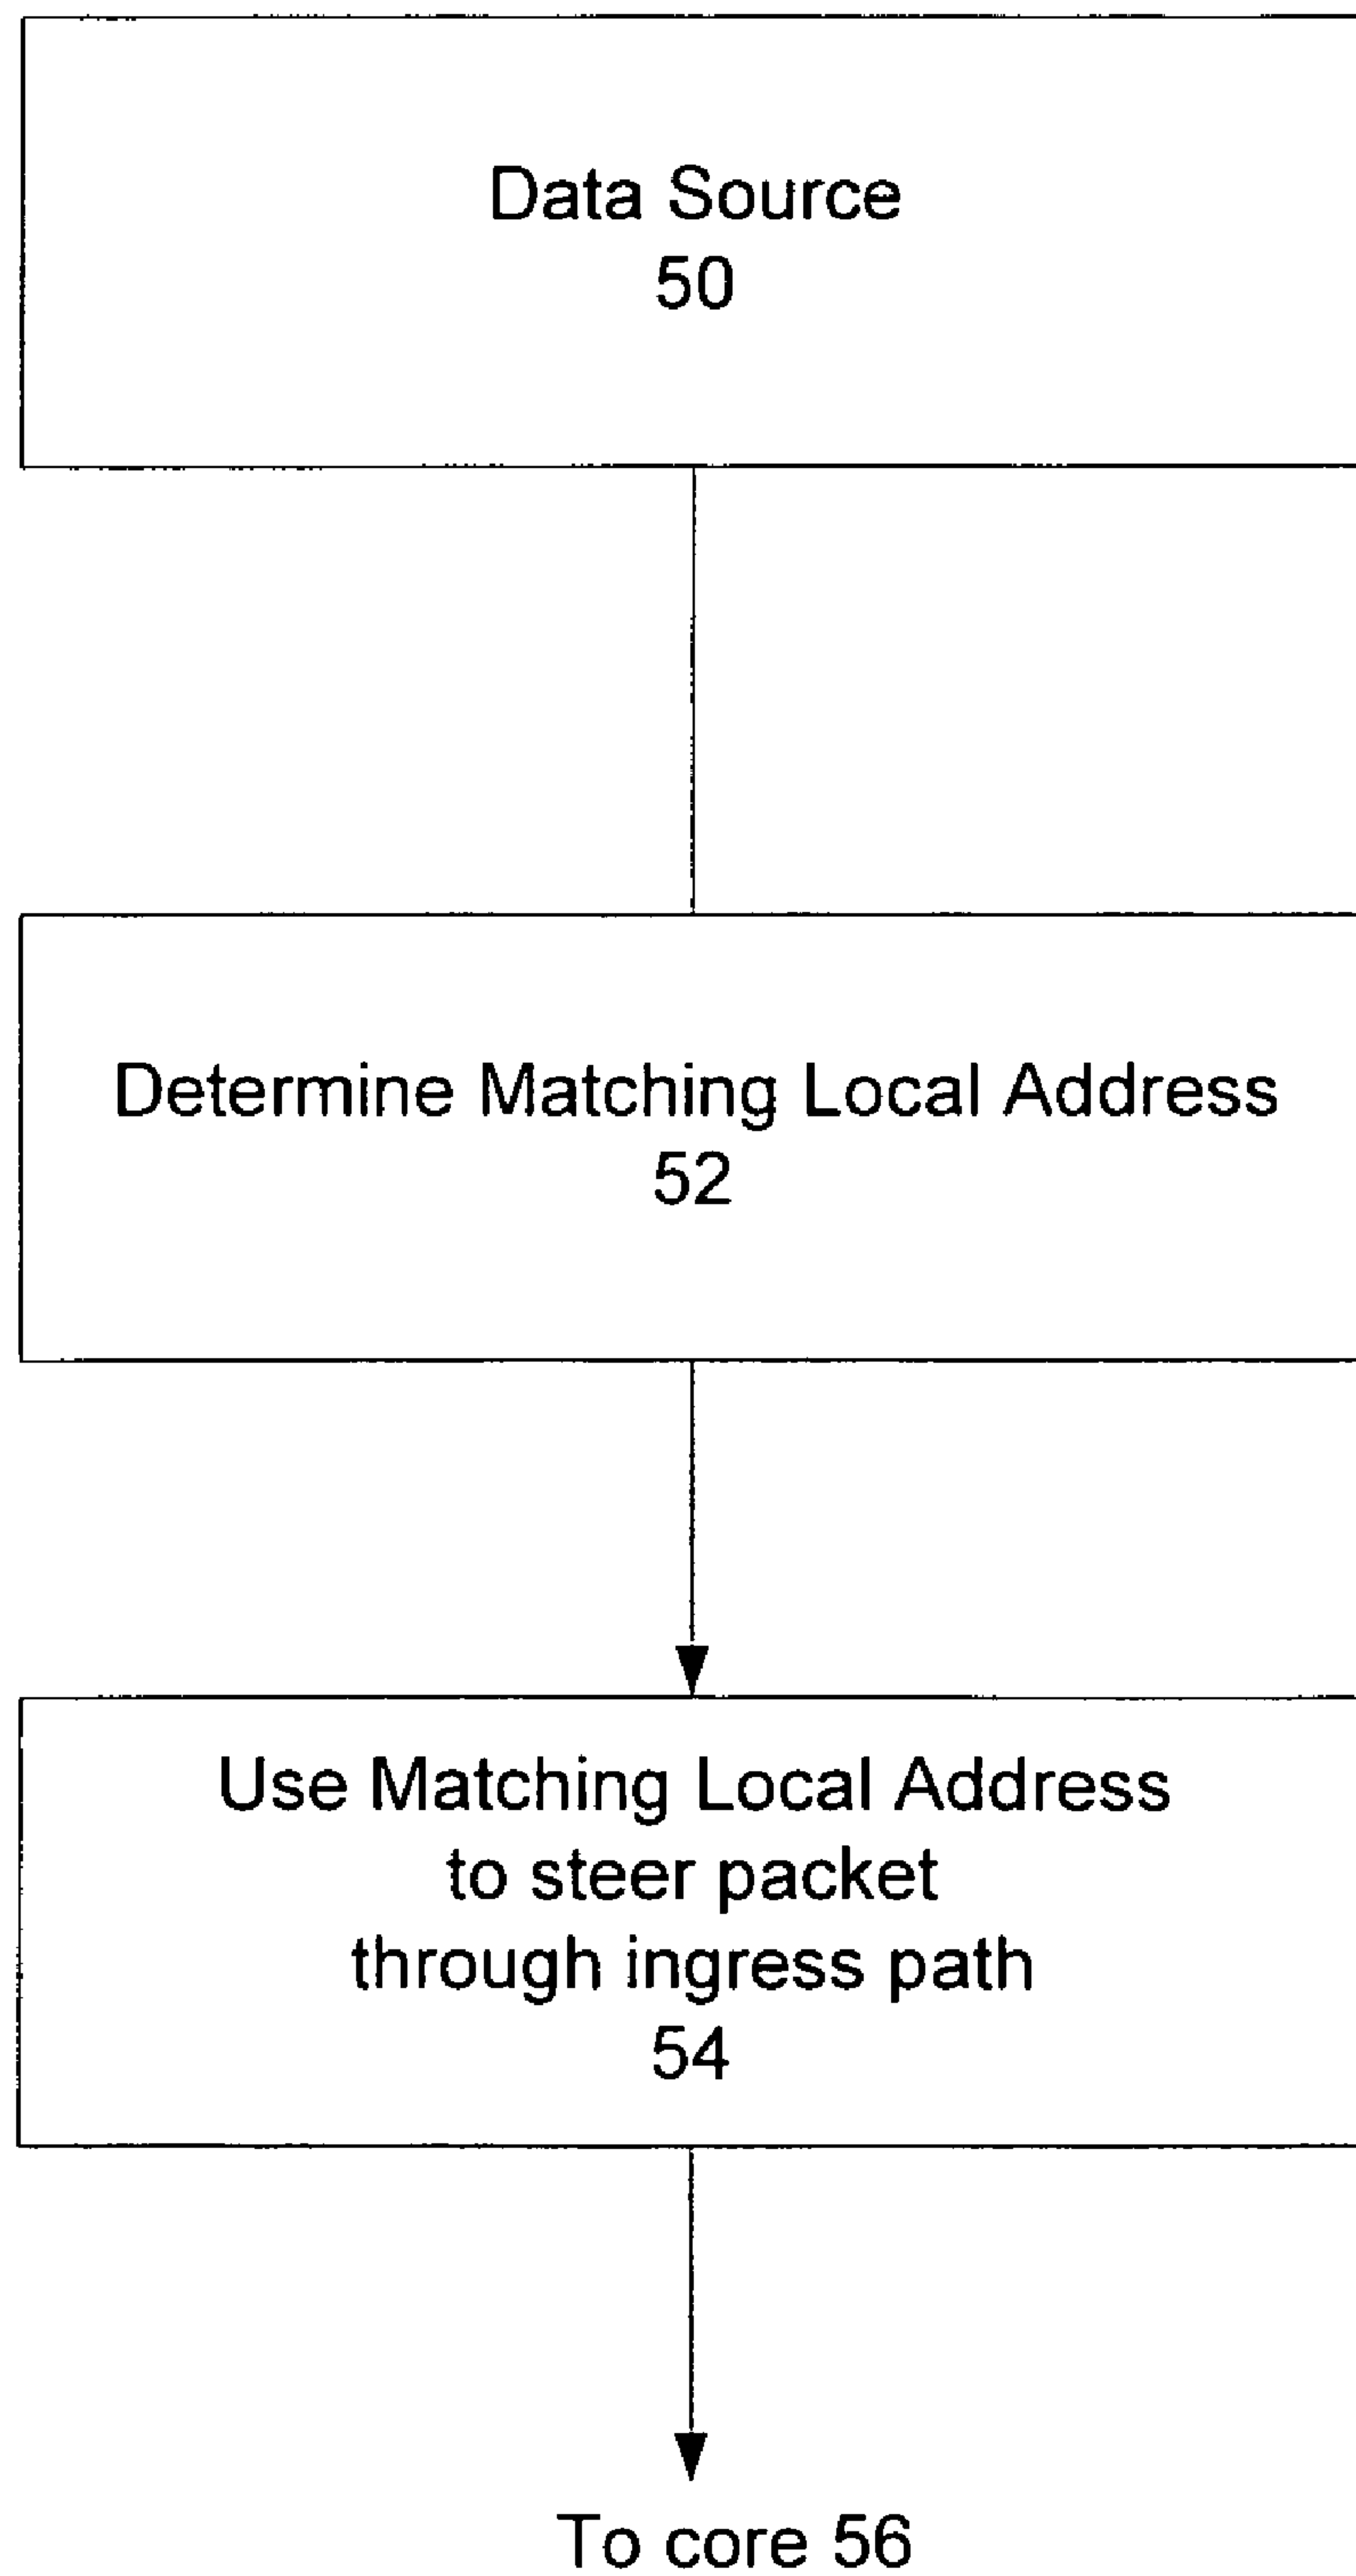 Data Source
50
Determine Matching Local Address
52
Use Matching Local Address
to steer packet
through ingress path
54
To core 56